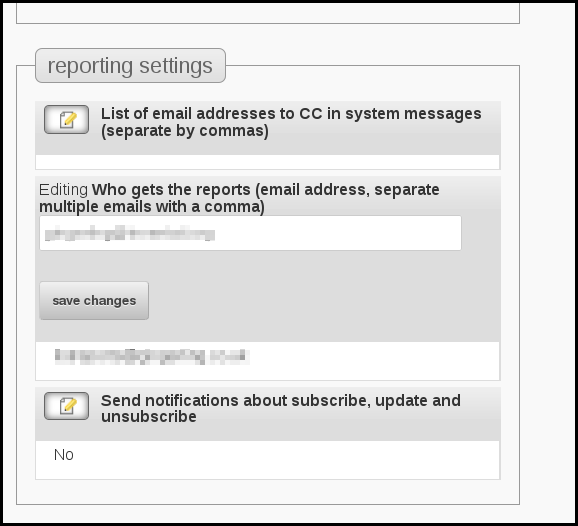 reporting settings
List of email addresses to CC in system messages
(separate by commas)
Editing Who gets the reports (email address, separate
multiple emails with a comma)
save changes
Send notifications about subscribe, update and
unsubscribe
No